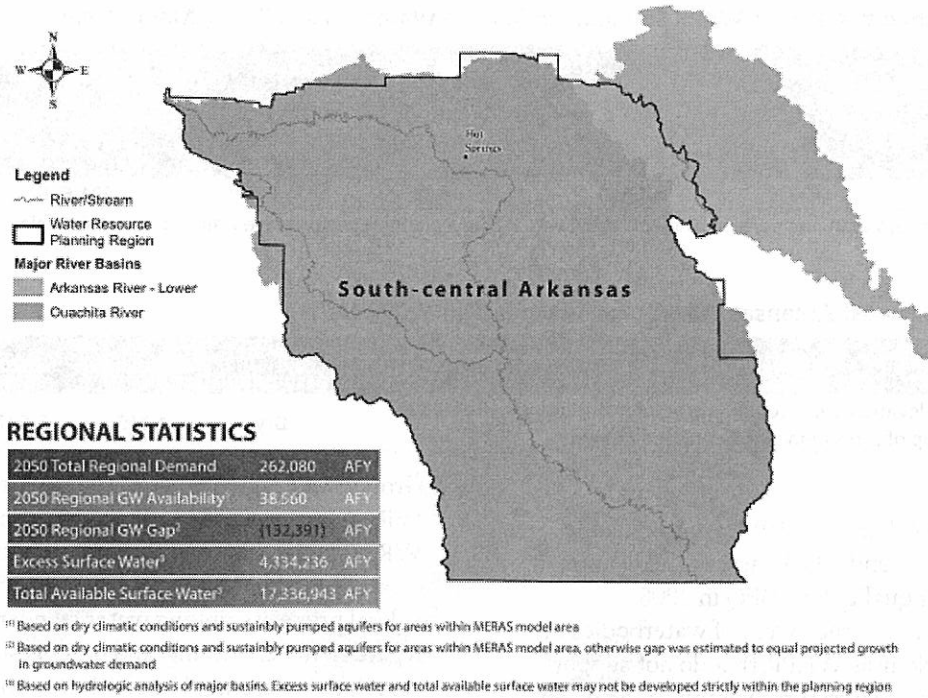 N
W E
S
Hot
Springs
Legend
River/Stream
Water Resource
Planning Region
Major River Basins
Arkansas River - Lower
Ouachita River
South-central Arkansas
REGIONAL STATISTICS
2050 Total Regional Demand 262,080 AFY
2050 Regional GW Availability¹ 38,560 AFY
2050 Regional GW Gap² (132,391) AFY
Excess Surface Water³ 4,334,236 AFY
Total Available Surface Water³ 17,336,943 AFY
(1) Based on dry climatic conditions and sustainbly pumped aquifers for areas within MERAS model area
(2) Based on dry climatic conditions and sustainbly pumped aquifers for areas within MERAS model area, otherwise gap was estimated to equal projected growth
in groundwater demand
(3) Based on hydrologic analysis of major basins. Excess surface water and total available surface water may not be developed strictly within the planning region